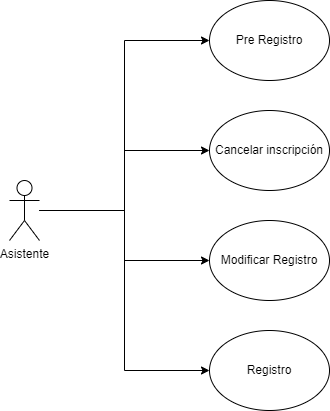 Pre Registro
Cancelar inscripción
Asistente
Modificar Registro
Registro